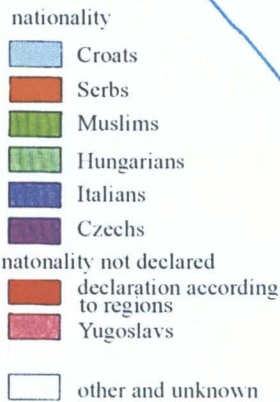 nationality
Croats
Serbs
Muslims
Hungarians
Italians
Czechs
natonality not declared
declaration according
to regions
Yugoslavs
other and unknown